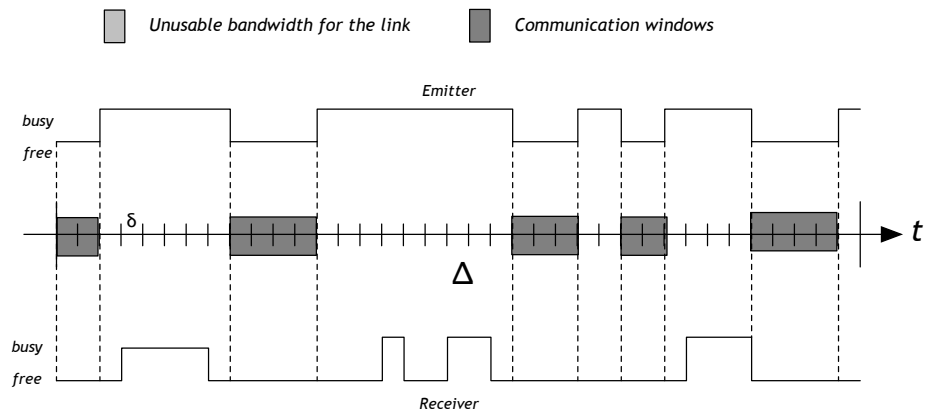 Unusable bandwidth for the link
Communication windows
Emitter
busy
free
δ
t
Δ
busy
free
Receiver